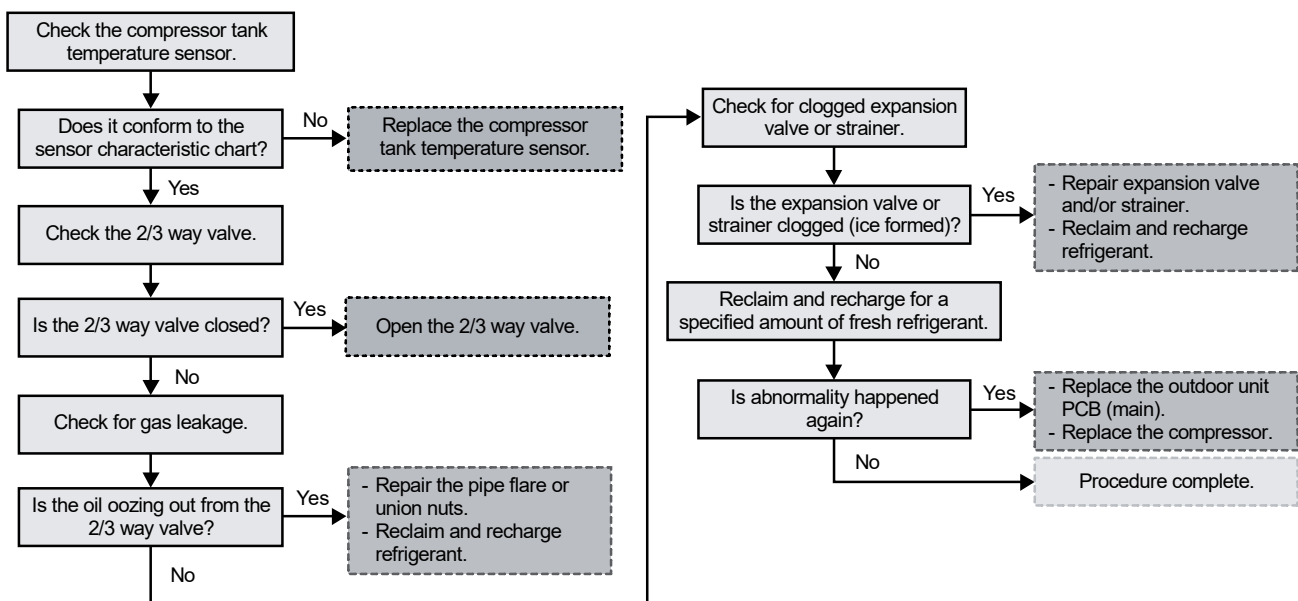 Check the compressor tank
temperature sensor.
Does it conform to the
sensor characteristic chart?
No
Replace the compressor
tank temperature sensor.
Yes
Check the 2/3 way valve.
Is the 2/3 way valve closed?
Yes
Open the 2/3 way valve.
No
Check for gas leakage.
Is the oil oozing out from the
2/3 way valve?
Yes
- Repair the pipe flare or
union nuts.
- Reclaim and recharge
refrigerant.
No
Check for clogged expansion
valve or strainer.
Is the expansion valve or
strainer clogged (ice formed)?
Yes
- Repair expansion valve
and/or strainer.
- Reclaim and recharge
refrigerant.
No
Reclaim and recharge for a
specified amount of fresh refrigerant.
Is abnormality happened
again?
Yes
- Replace the outdoor unit
PCB (main).
- Replace the compressor.
No
Procedure complete.